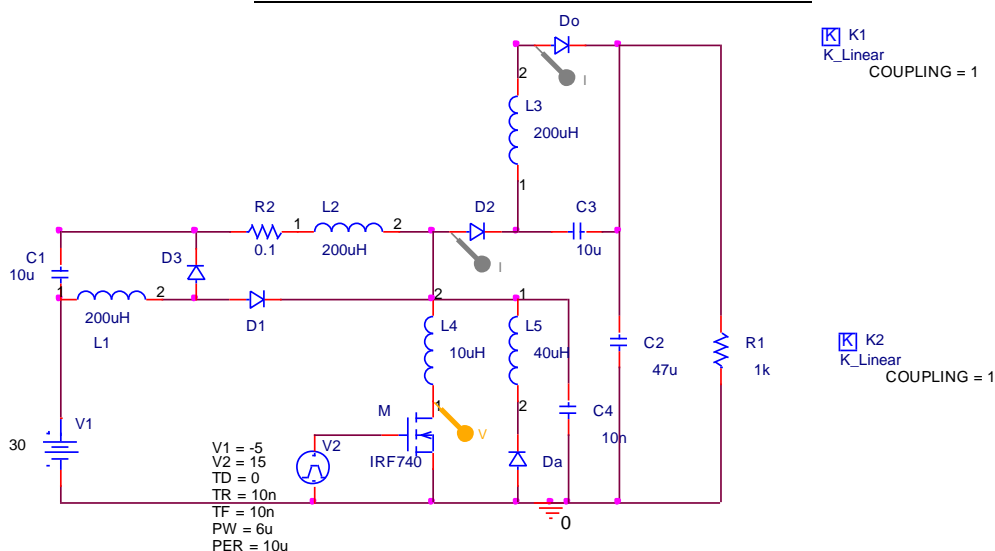 Do
K K1
K_Linear
COUPLING = 1
2
I
L3
200uH
1
R2
L2
D2
C3
1
2
0.1
200uH
10u
I
C1
10u
D3
1
2
200uH
L1
D1
2
1
L4
10uH
L5
40uH
C2
47u
R1
1k
K K2
K_Linear
COUPLING = 1
1
2
C4
10n
V1
30
M
V
IRF740
V2
Da
0
V1 = -5
V2 = 15
TD = 0
TR = 10n
TF = 10n
PW = 6u
PER = 10u